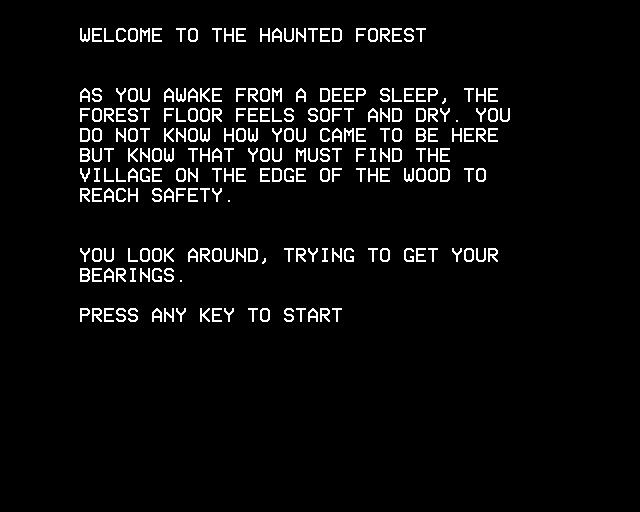 WELCOME TO THE HAUNTED FOREST
AS YOU AWAKE FROM A DEEP SLEEP, THE
FOREST FLOOR FEELS SOFT AND DRY. YOU
DO NOT KNOW HOW YOU CAME TO BE HERE
BUT KNOW THAT YOU MUST FIND THE
VILLAGE ON THE EDGE OF THE WOOD TO
REACH SAFETY.
YOU LOOK AROUND, TRYING TO GET YOUR
BEARINGS.
PRESS ANY KEY TO START